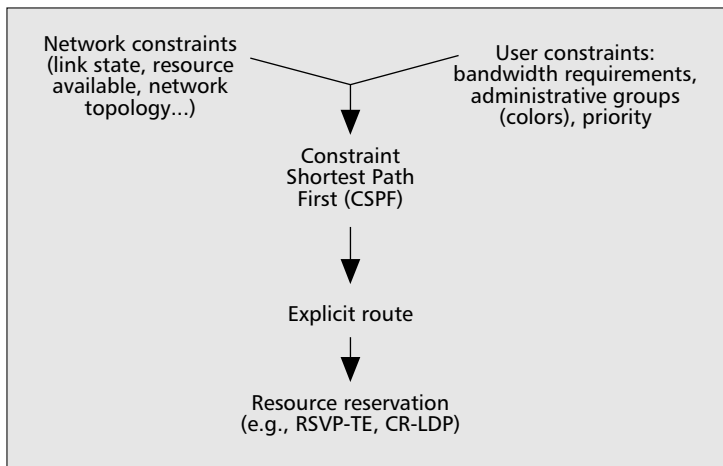 Network constraints
(link state, resource
available, network
topology...)
User constraints:
bandwidth requirements,
administrative groups
(colors), priority
Constraint
Shortest Path
First (CSPF)
Explicit route
Resource reservation
(e.g., RSVP-TE, CR-LDP)